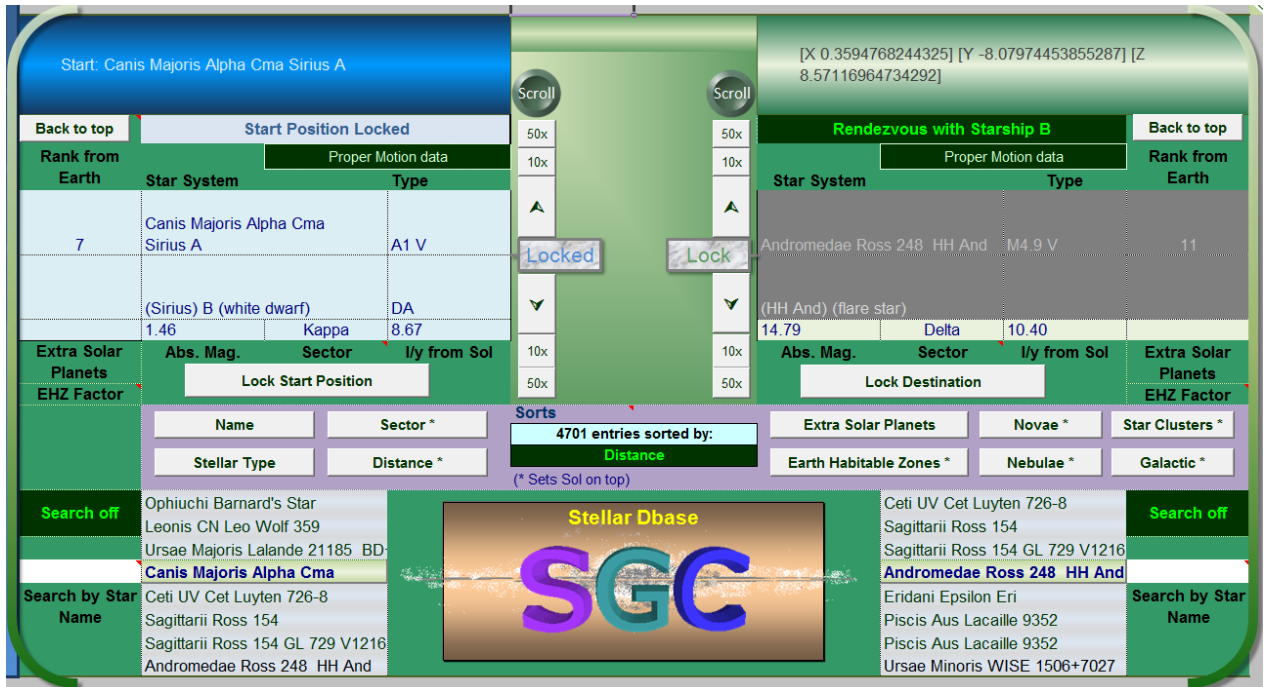 Start: Canis Majoris Alpha Cma Sirius A
[X 0.3594768244325] [Y -8.07974453855287] [Z
8.57116964734292]
Scroll
Scroll
Back to top
Start Position Locked
50x
50x
Rendezvous with Starship B
Back to top
Rank from
Earth
Proper Motion data
Star System
Type
10x
10x
Proper Motion data
Star System
Type
Rank from
Earth
7
Canis Majoris Alpha Cma
Sirius A
A1 V
Locked
Lock
Andromedae Ross 248 HH And
M4.9 V
11
(Sirius) B (white dwarf)
DA
(HH And) (flare star)
1.46
Kappa
8.67
14.79
Delta
10.40
Extra Solar
Planets
Abs. Mag.
Sector
l/y from Sol
10x
10x
Abs. Mag.
Sector
l/y from Sol
Extra Solar
Planets
EHZ Factor
Lock Start Position
50x
50x
Lock Destination
EHZ Factor
Name
Sector *
Stellar Type
Distance *
Sorts
4701 entries sorted by:
Distance
(* Sets Sol on top)
Extra Solar Planets
Novae *
Star Clusters *
Earth Habitable Zones *
Nebulae *
Galactic *
Search off
Ophiuchi Barnard's Star
Leonis CN Leo Wolf 359
Ursae Majoris Lalande 21185 BD
Canis Majoris Alpha Cma
Search by Star
Name
Ceti UV Cet Luyten 726-8
Sagittarii Ross 154
Sagittarii Ross 154 GL 729 V1216
Andromedae Ross 248 HH And
Stellar Dbase
SGC
Ceti UV Cet Luyten 726-8
Sagittarii Ross 154
Sagittarii Ross 154 GL 729 V1216
Andromedae Ross 248 HH And
Eridani Epsilon Eri
Piscis Aus Lacaille 9352
Piscis Aus Lacaille 9352
Ursae Minoris WISE 1506+7027
Search off
Search by Star
Name